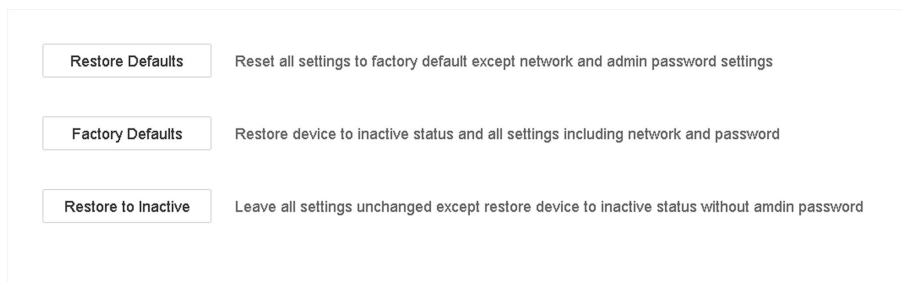 Restore Defaults Reset all settings to factory default except network and admin password settings
Factory Defaults Restore device to inactive status and all settings including network and password
Restore to Inactive Leave all settings unchanged except restore device to inactive status without amdin password